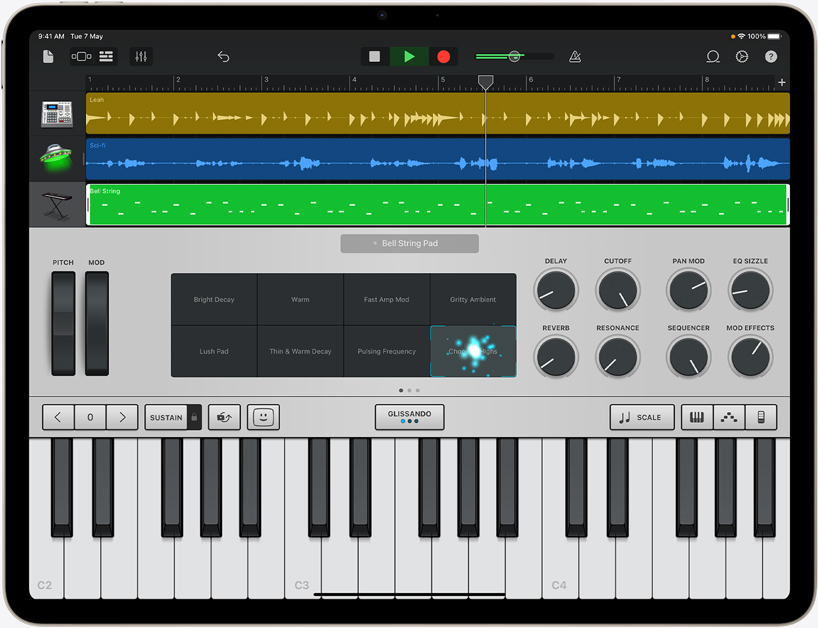 9:41 AM Tue 7 May
100%
?
1 2 3 4 5 6 7 8 +
Leah
Sci-fi
Bell String
Bell String Pad
PITCH MOD
DELAY CUTOFF PAN MOD EQ SIZZLE
Bright Decay Warm Fast Amp Mod Gritty Ambient
REVERB RESONANCE SEQUENCER MOD EFFECTS
Lush Pad Thin & Warm Decay Pulsing Frequency
0 SUSTAIN GLISSANDO SCALE
C2 C3 C4